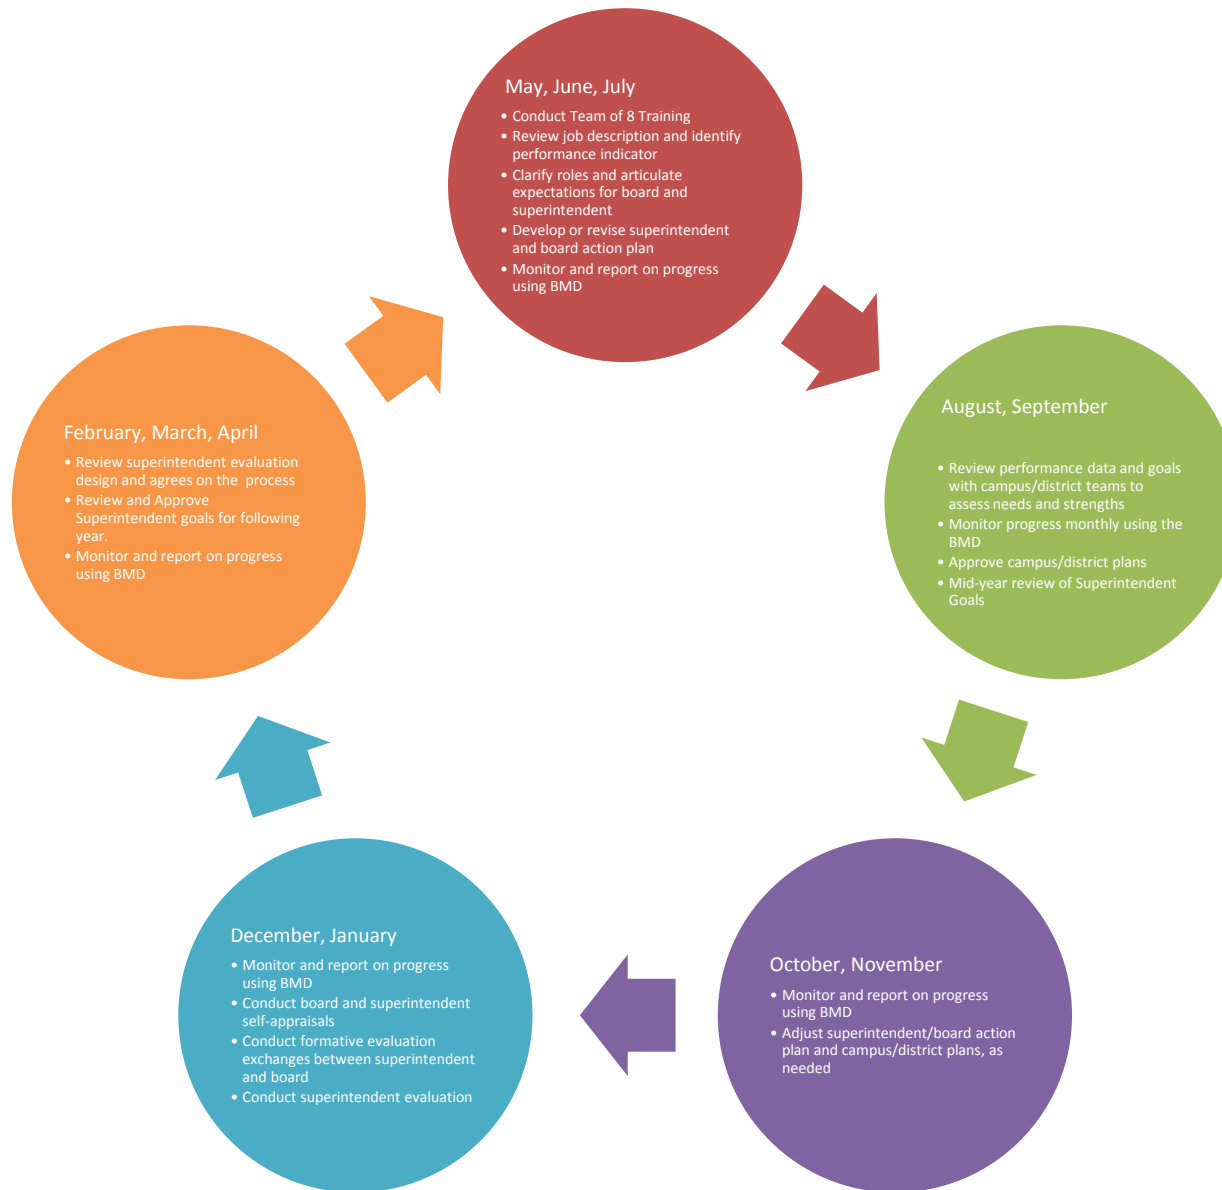 May, June, July
• Conduct Team of 8 Training
• Review job description and identify
performance indicator
• Clarify roles and articulate
expectations for board and
superintendent
• Develop or revise superintendent
and board action plan
• Monitor and report on progress
using BMD
August, September
• Review performance data and goals
with campus/district teams to
assess needs and strengths
• Monitor progress monthly using the
BMD
• Approve campus/district plans
• Mid-year review of Superintendent
Goals
October, November
• Monitor and report on progress
using BMD
• Adjust superintendent/board action
plan and campus/district plans, as
needed
December, January
• Monitor and report on progress
using BMD
• Conduct board and superintendent
self-appraisals
• Conduct formative evaluation
exchanges between superintendent
and board
• Conduct superintendent evaluation
February, March, April
• Review superintendent evaluation
design and agrees on the  process
• Review and Approve
Superintendent goals for following
year.
• Monitor and report on progress
using BMD